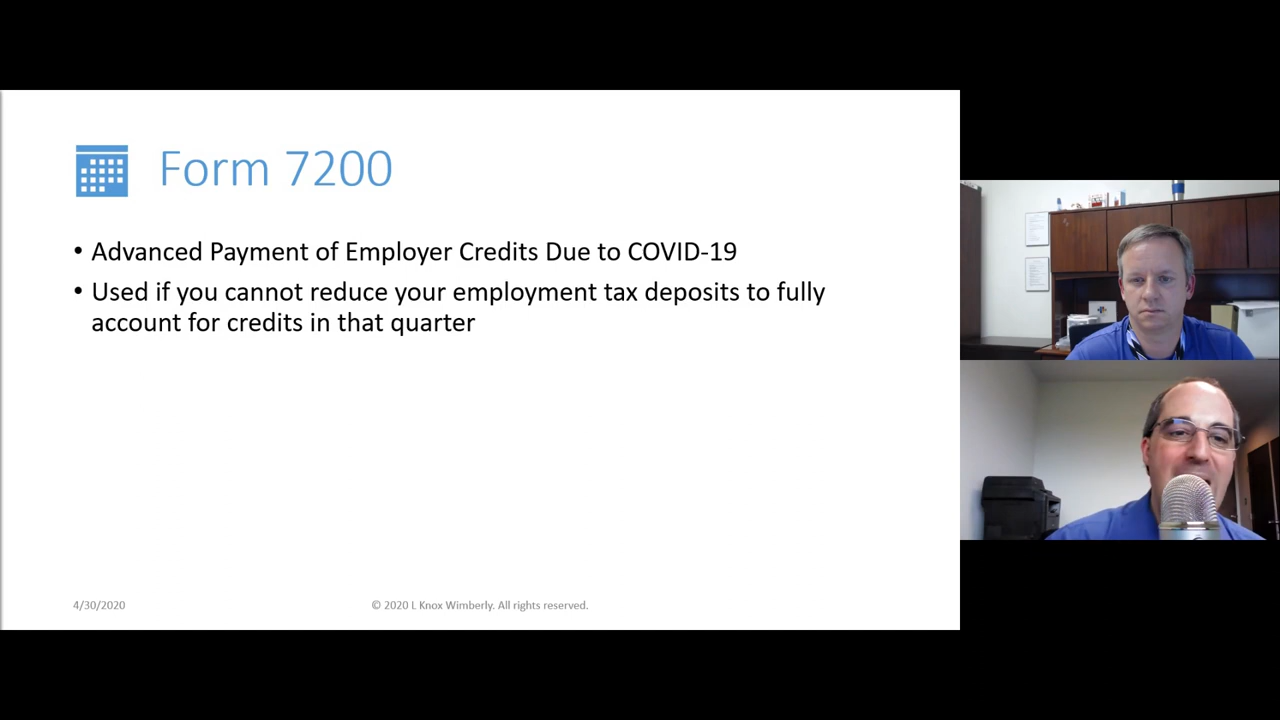 Form 7200
• Advanced Payment of Employer Credits Due to COVID-19
• Used if you cannot reduce your employment tax deposits to fully
account for credits in that quarter
4/30/2020
© 2020 L Knox Wimberly. All rights reserved.